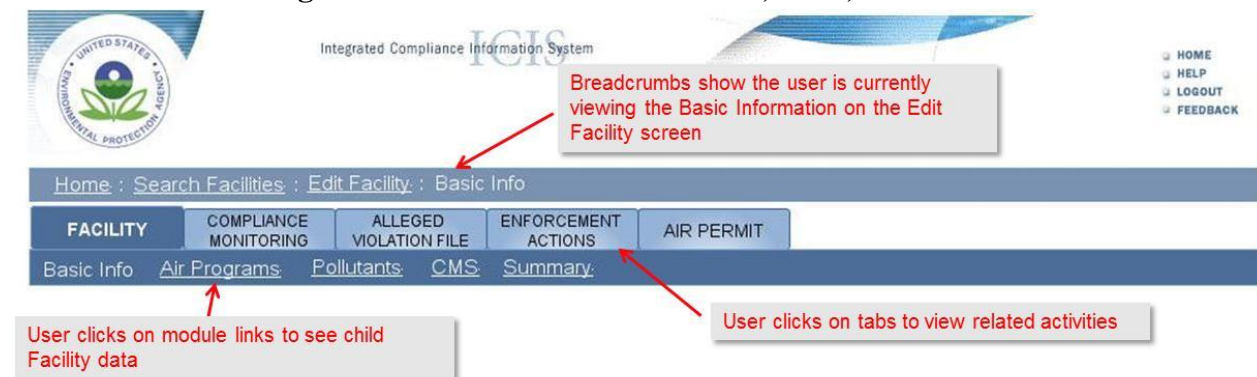 UNITED STATES
ENVIRONMENTAL PROTECTION AGENCY
ICIS
Integrated Compliance Information System
HOME
HELP
LOGOUT
FEEDBACK
Breadcrumbs show the user is currently
viewing the Basic Information on the Edit
Facility screen
Home : Search Facilities : Edit Facility : Basic Info
FACILITY
COMPLIANCE
MONITORING
ALLEGED
VIOLATION FILE
ENFORCEMENT
ACTIONS
AIR PERMIT
Basic Info Air Programs Pollutants CMS Summary
User clicks on module links to see child
Facility data
User clicks on tabs to view related activities